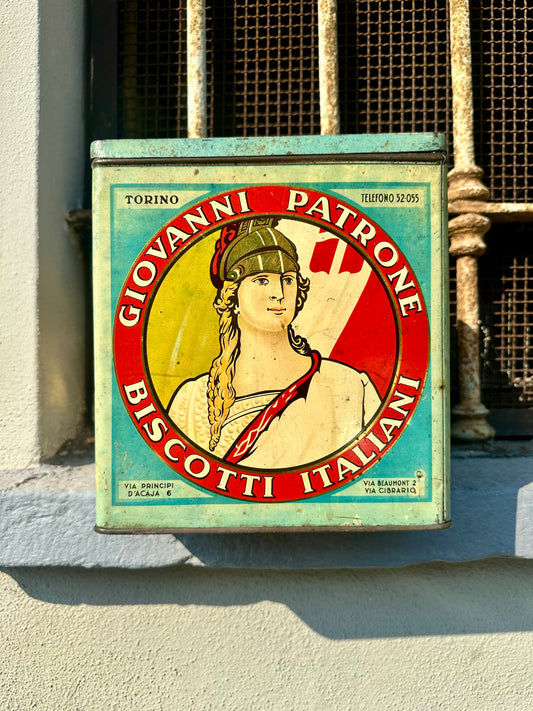 TORINO
TELEFONO 52-055
GIOVANNI PATRONE
BISCOTTI ITALIANI
VIA PRINCIPI
D'ACAJA 6
VIA BEAUMONT 2
VIA CIBRARIO